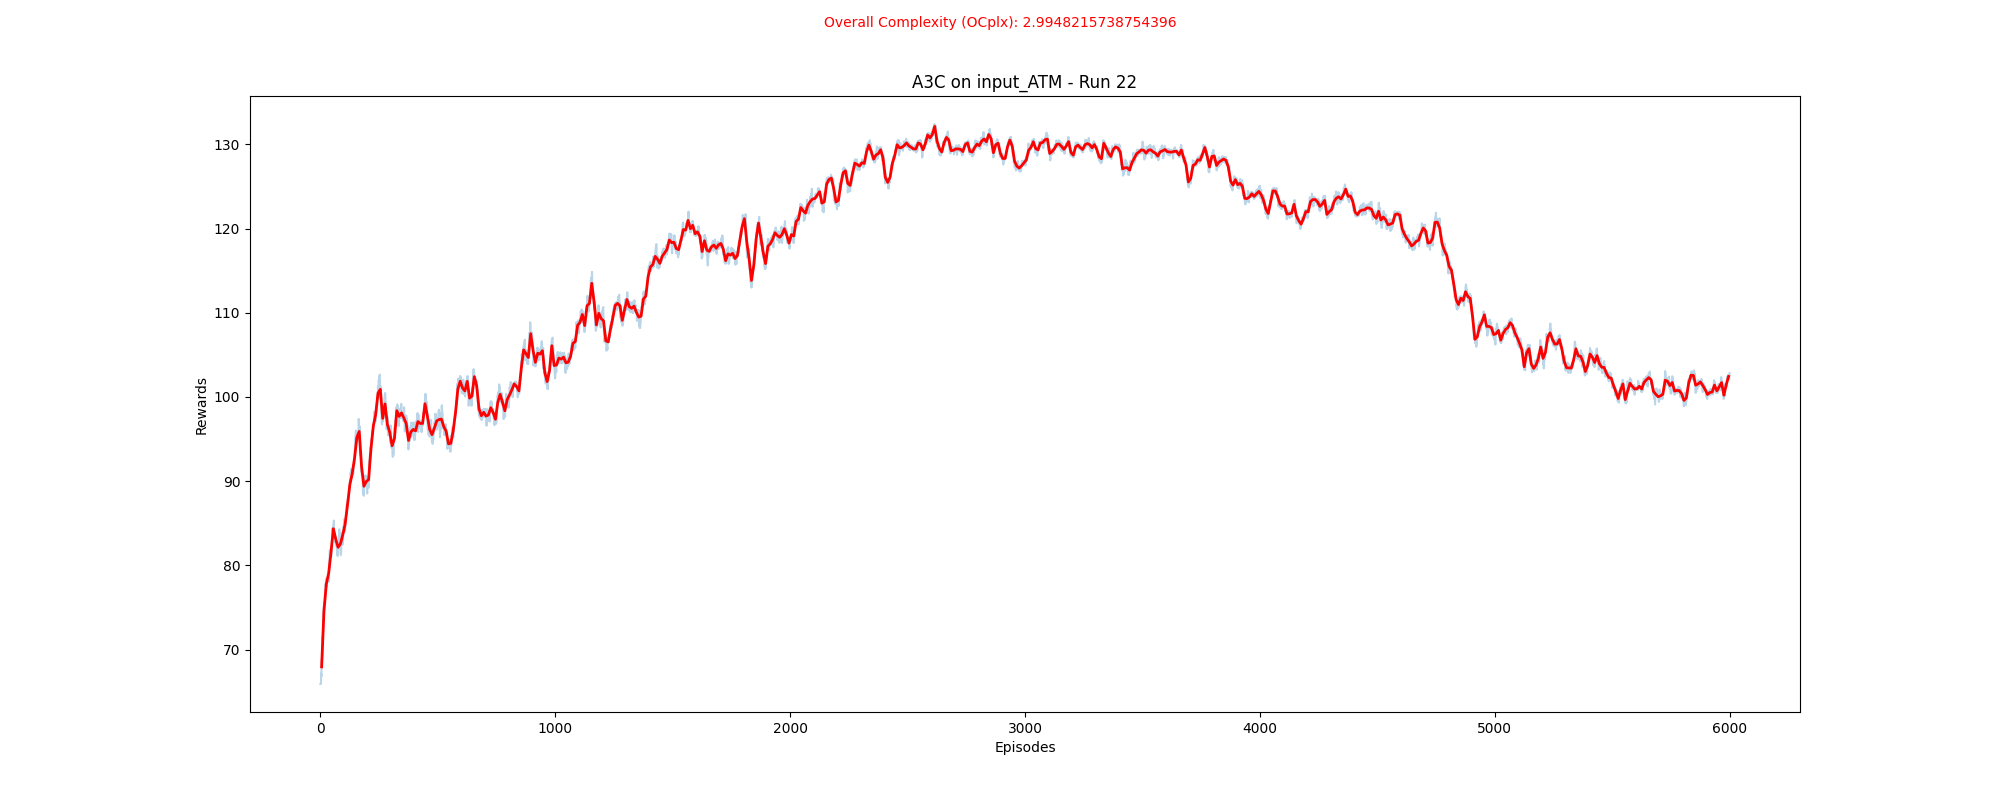 Overall Complexity (OCplx): 2.9948215738754396
A3C on input_ATM - Run 22
130
120
110
100
90
80
70
Rewards
0 1000 2000 3000 4000 5000 6000
Episodes